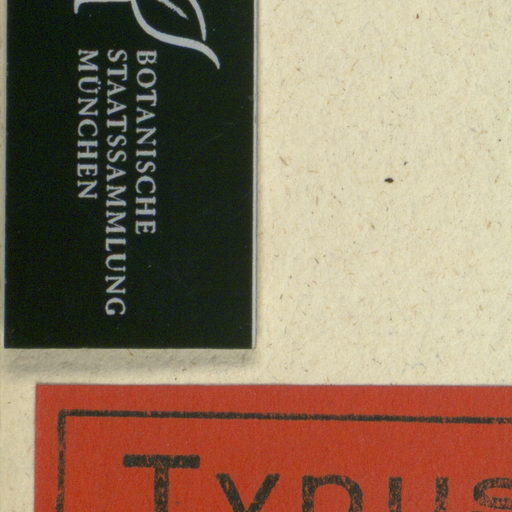 BOTANISCHE
STAATSSAMMLUNG
MÜNCHEN
Typus